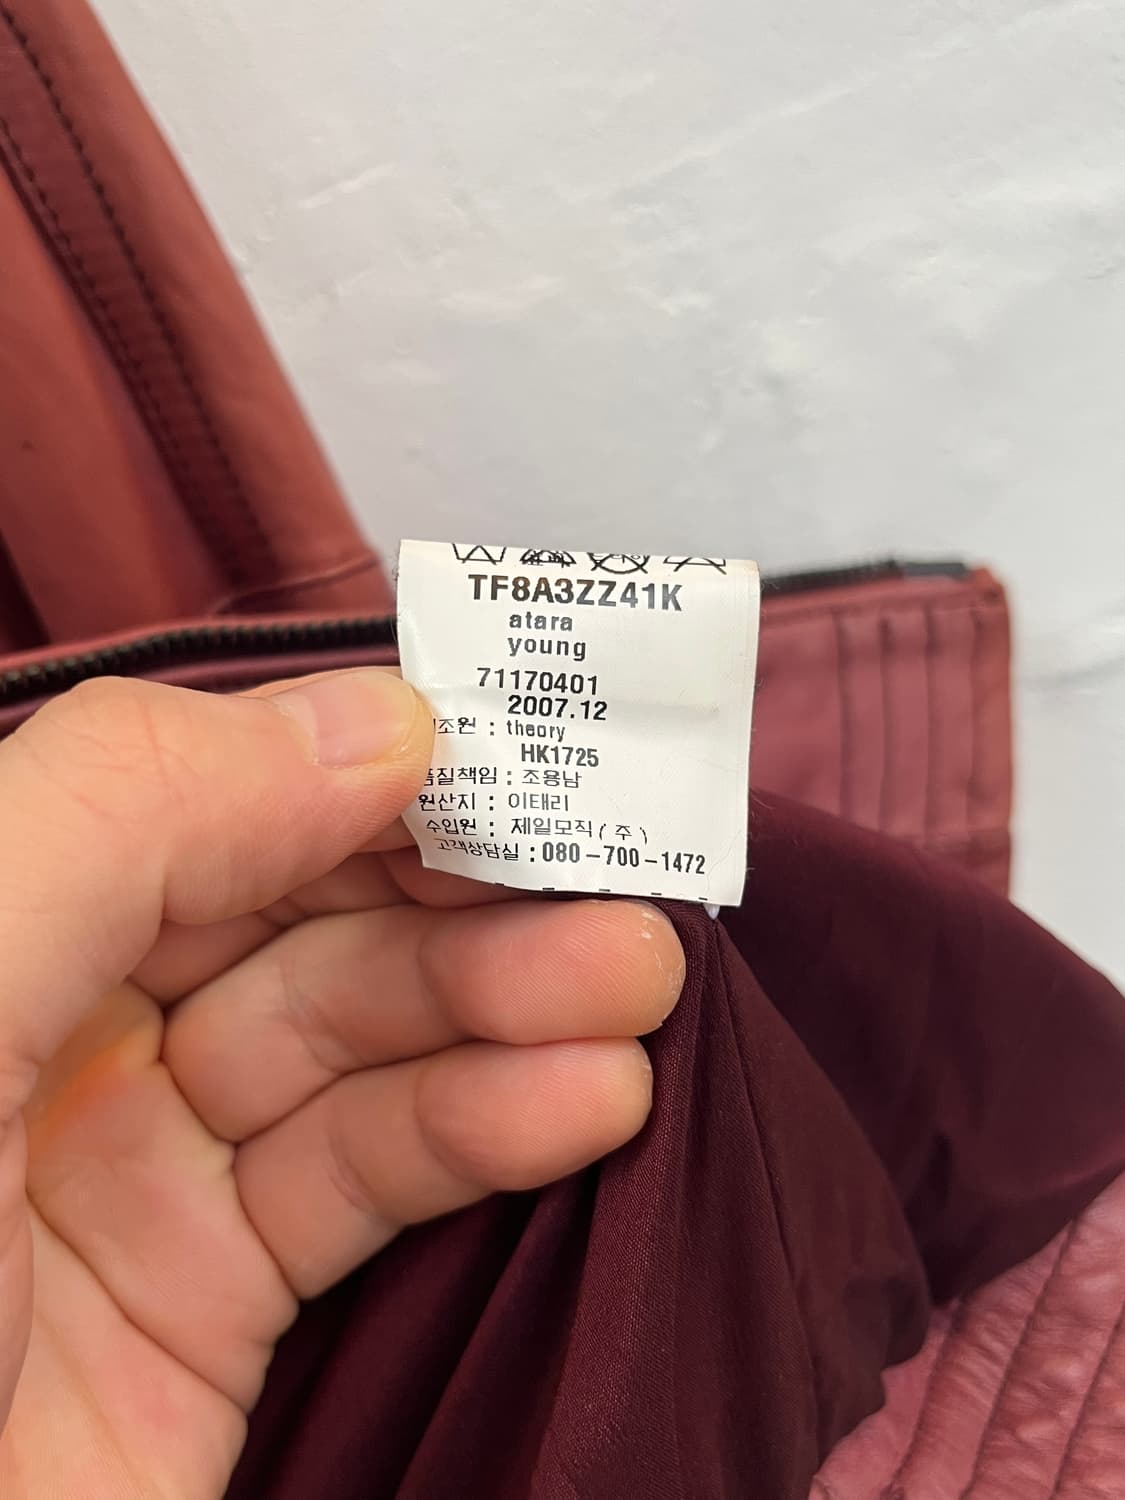 TF8A3ZZ41K
atara
young
71170401
2007.12
조원 : theory
HK1725
품질책임 : 조용남
원산지 : 이태리
수입원 : 제일모직(주)
고객상담실 : 080-700-1472